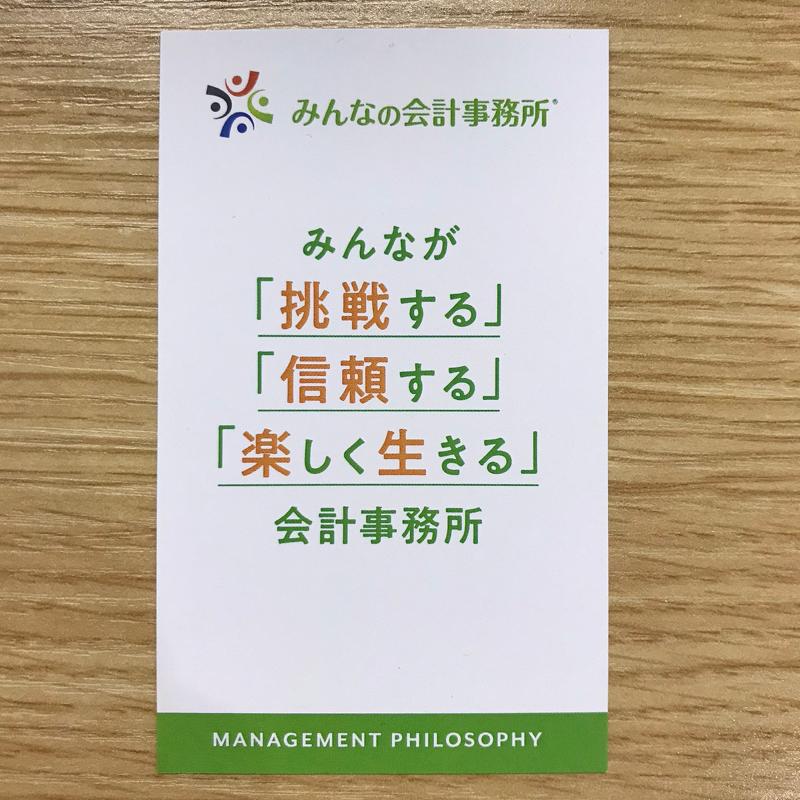 みんなの会計事務所®
みんなが
「挑戦する」
「信頼する」
「楽しく生きる」
会計事務所
MANAGEMENT PHILOSOPHY